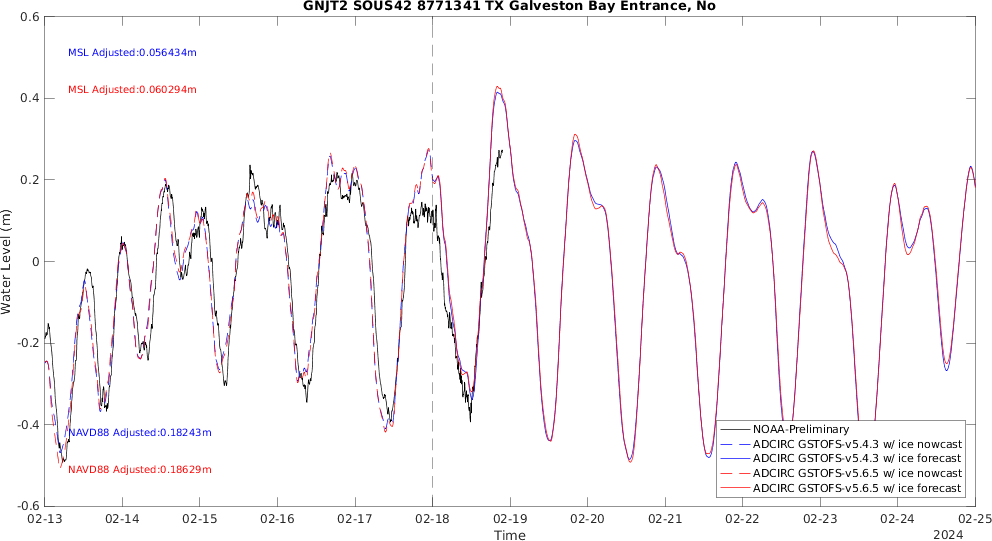 GNJT2 SOUS42 8771341 TX Galveston Bay Entrance, No
0.6
0.4
0.2
0
-0.2
-0.4
-0.6
Water Level (m)
MSL Adjusted:0.056434m
MSL Adjusted:0.060294m
NAVD88 Adjusted:0.18243m
NAVD88 Adjusted:0.18629m
NOAA-Preliminary
ADCIRC GSTOFS-v5.4.3 w/ ice nowcast
ADCIRC GSTOFS-v5.4.3 w/ ice forecast
ADCIRC GSTOFS-v5.6.5 w/ ice nowcast
ADCIRC GSTOFS-v5.6.5 w/ ice forecast
02-13 02-14 02-15 02-16 02-17 02-18 02-19 02-20 02-21 02-22 02-23 02-24 02-25
Time
2024